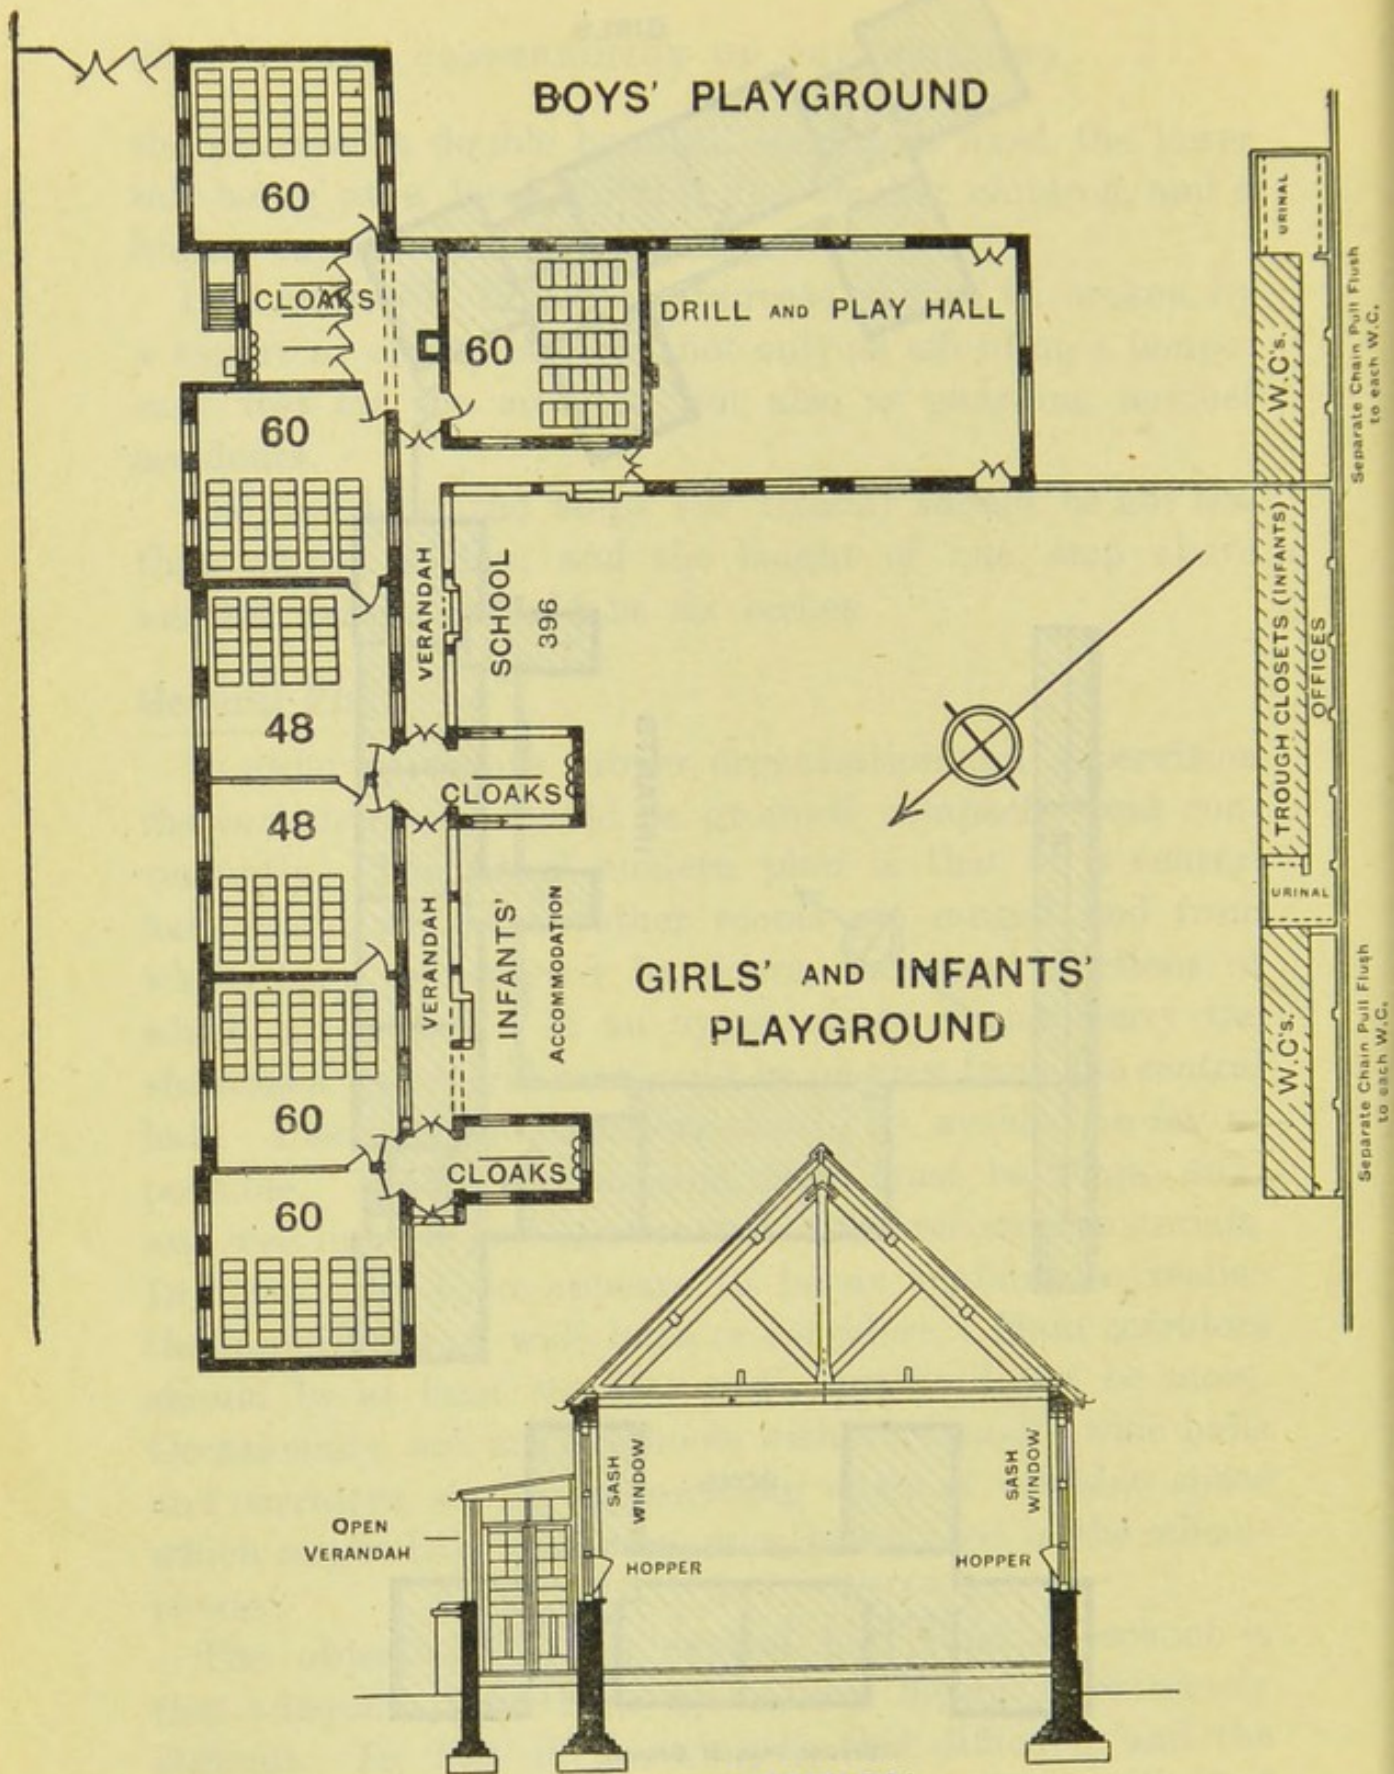 BOYS' PLAYGROUND
60
CLOAKS
60
DRILL AND PLAY HALL
60
48
48
60
60
VERANDAH
SCHOOL
396
CLOAKS
VERANDAH
INFANTS'
ACCOMMODATION
CLOAKS
GIRLS' AND INFANTS'
PLAYGROUND
URINAL
W.C's.
Separate Chain Pull Flush
to each W.C.
TROUGH CLOSETS (INFANTS)
OFFICES
URINAL
W.C's.
Separate Chain Pull Flush
to each W.C.
OPEN
VERANDAH
SASH
WINDOW
HOPPER
SASH
WINDOW
HOPPER